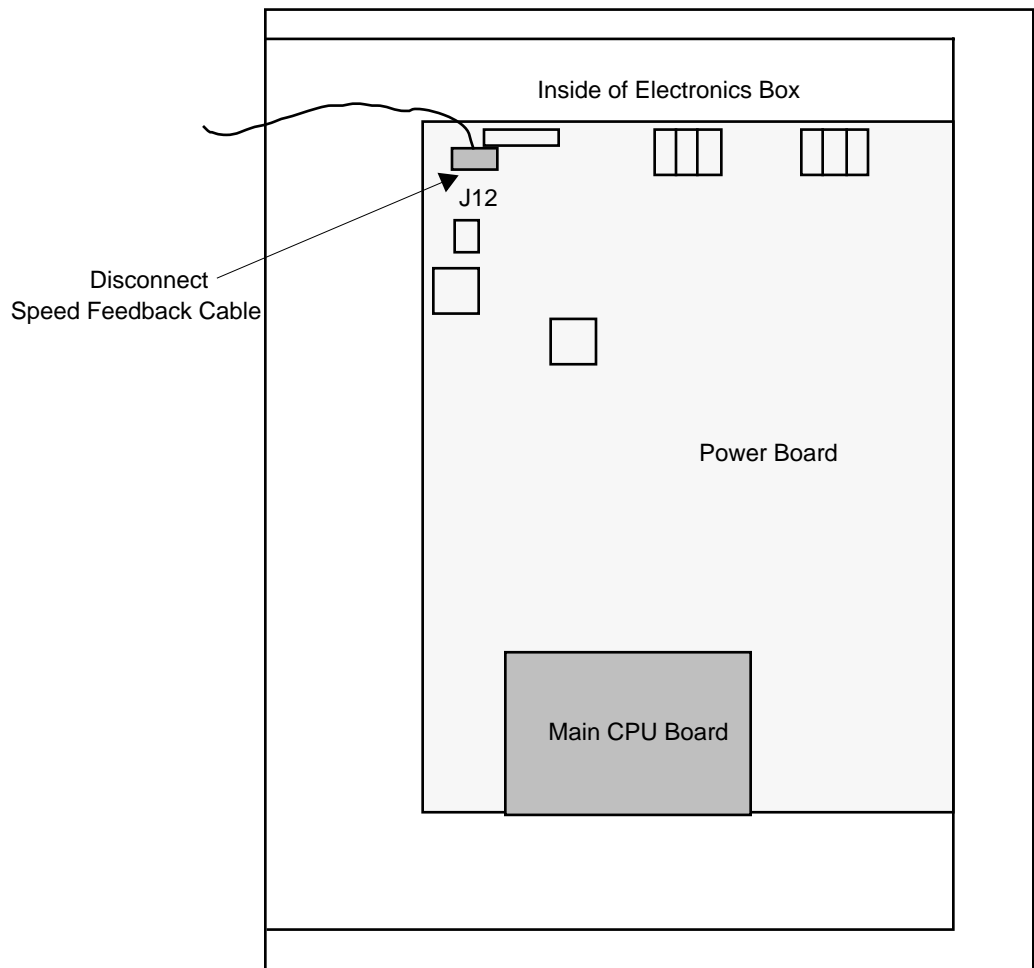 Inside of Electronics Box
J12
Disconnect
Speed Feedback Cable
Power Board
Main CPU Board